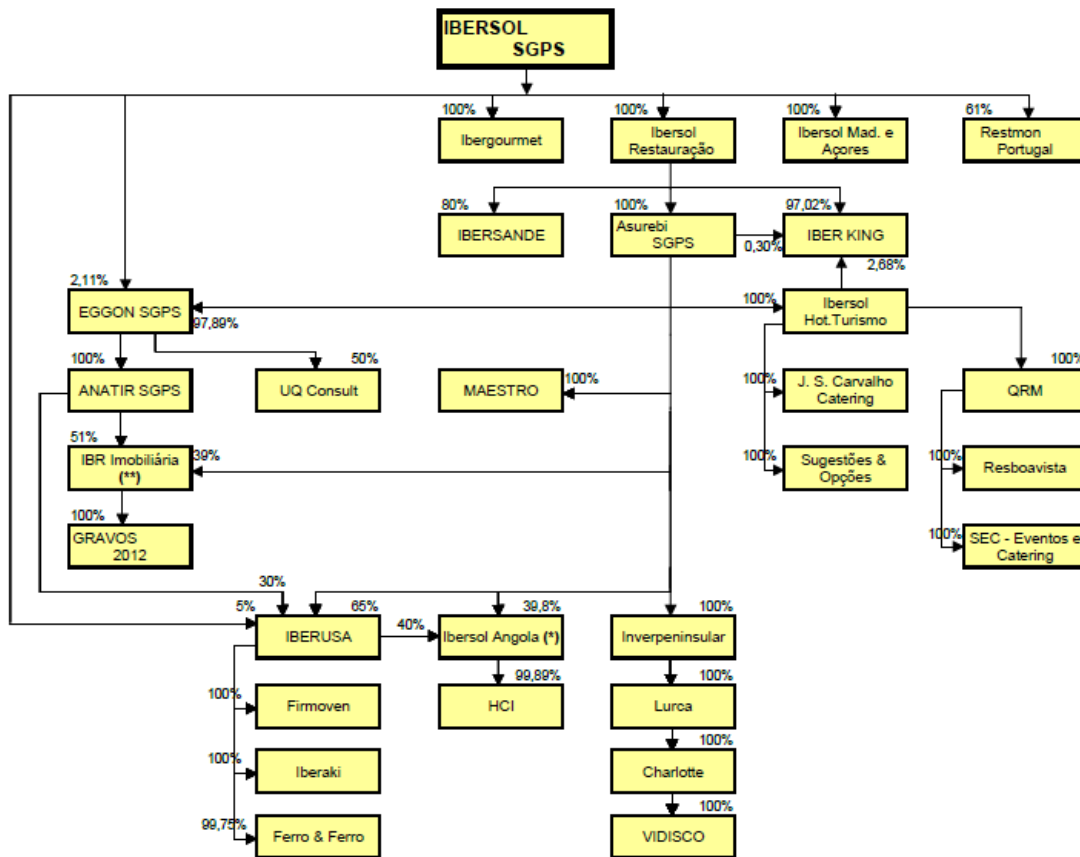 IBERSOL
SGPS
100%
100%
100%
61%
Ibergourmet
Ibersol
Restauração
Ibersol Mad. e
Açores
Restmon
Portugal
80%
100%
97,02%
IBERSANDE
Asurebi
SGPS
0,30%
IBER KING
2,68%
2,11%
EGGON SGPS
97,89%
100%
Ibersol
Hot.Turismo
100%
50%
100%
ANATIR SGPS
UQ Consult
MAESTRO
100%
100%
J. S. Carvalho
Catering
QRM
51%
IBR Imobiliária
(**)
39%
100%
Sugestões &
Opções
100%
Resboavista
100%
GRAVOS
2012
100%
SEC - Eventos e
Catering
30%
5%
65%
39,8%
100%
IBERUSA
40%
Ibersol Angola (*)
Inverpeninsular
99,89%
100%
100%
Firmoven
HCI
Lurca
100%
100%
Iberaki
Charlotte
100%
99,75%
Ferro & Ferro
VIDISCO